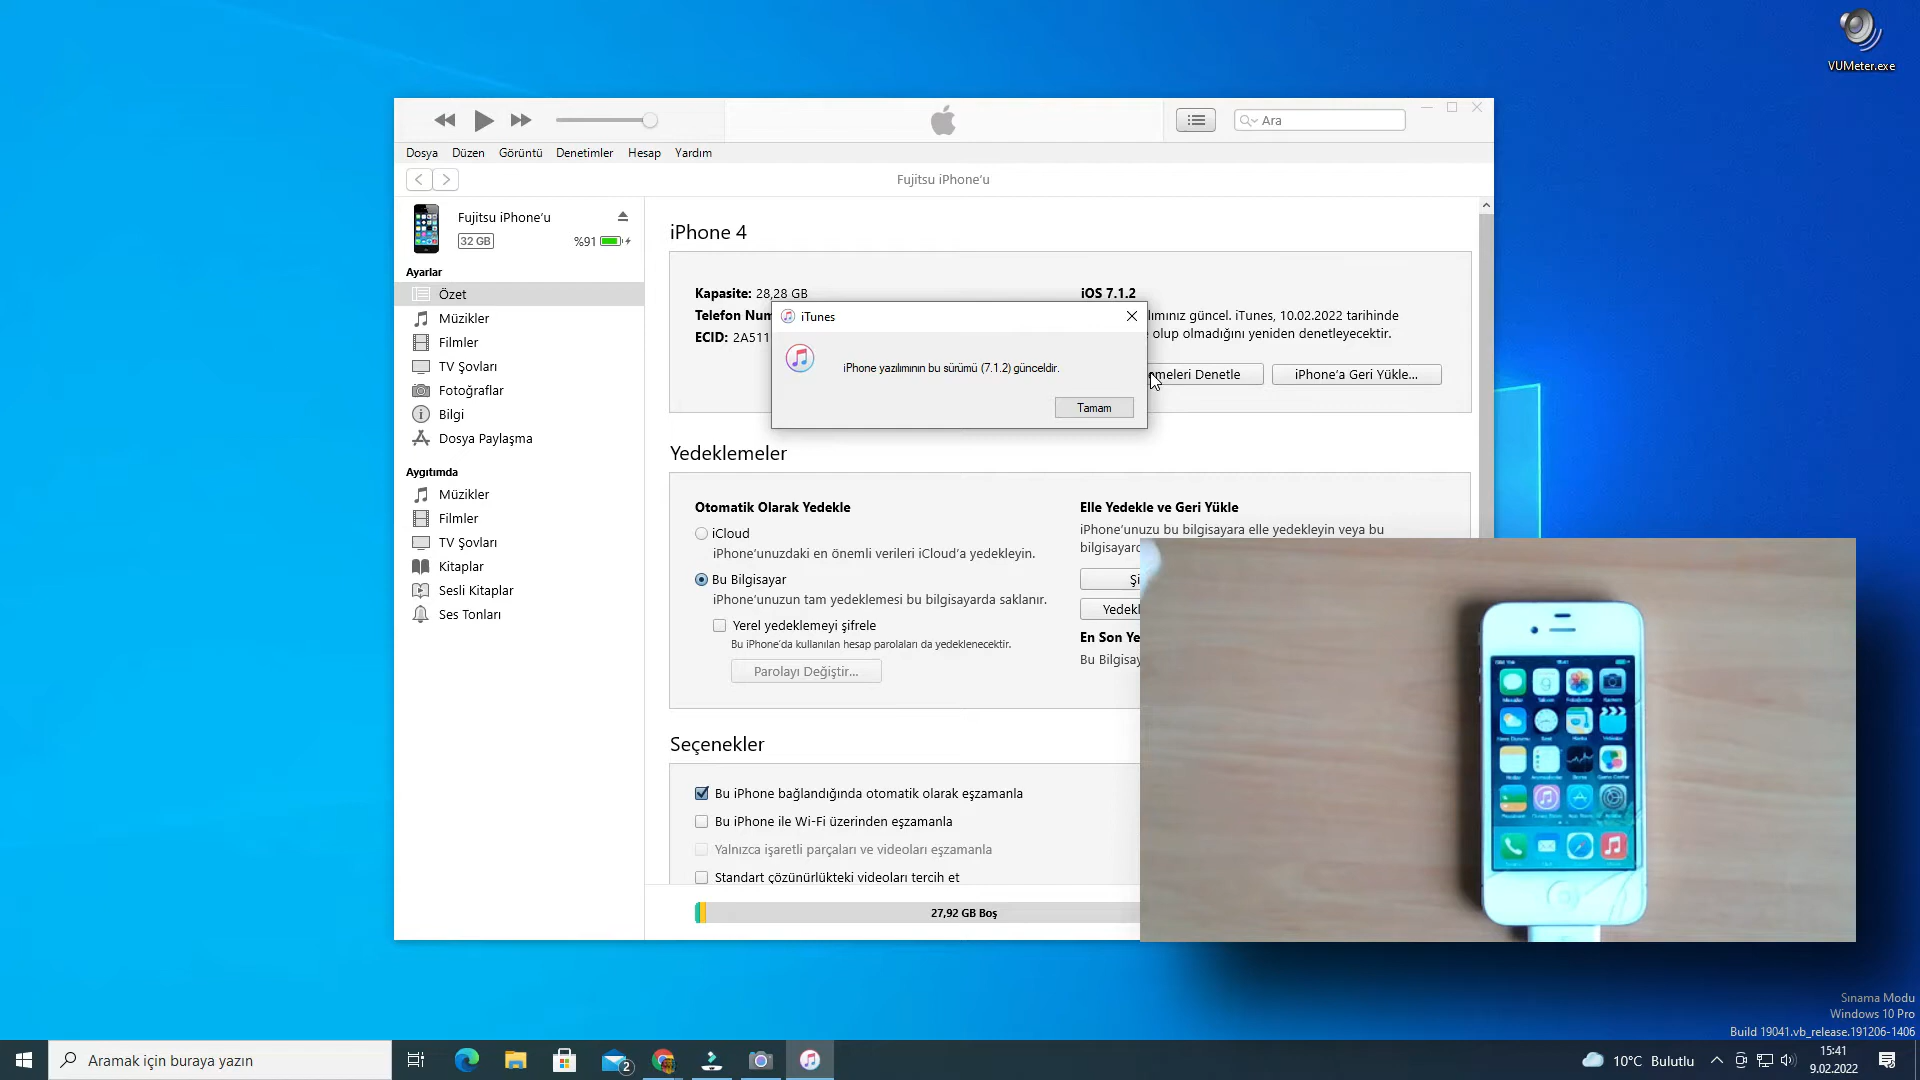 VUMeter.exe
Ara
Dosya Düzen Görüntü Denetimler Hesap Yardım
Fujitsu iPhone'u
Fujitsu iPhone'u
32 GB %91
Ayarlar
Özet
Müzikler
Filmler
TV Şovları
Fotoğraflar
Bilgi
Dosya Paylaşma
Aygıtımda
Müzikler
Filmler
TV Şovları
Kitaplar
Sesli Kitaplar
Ses Tonları
iPhone 4
Kapasite: 28,28 GB
Telefon Num
ECID: 2A511
iOS 7.1.2
güncel. iTunes, 10.02.2022 tarihinde
olup olmadığını yeniden denetleyecektir.
meleri Denetle
iPhone'a Geri Yükle...
iTunes
iPhone yazılımının bu sürümü (7.1.2) günceldir.
Tamam
Yedeklemeler
Otomatik Olarak Yedekle
iCloud
iPhone'unuzdaki en önemli verileri iCloud'a yedekleyin.
Bu Bilgisayar
iPhone'unuzun tam yedeklemesi bu bilgisayarda saklanır.
Yerel yedeklemeyi şifrele
Bu iPhone'da kullanılan hesap parolaları da yedeklenecektir.
Parolayı Değiştir...
Elle Yedekle ve Geri Yükle
iPhone'unuzu bu bilgisayara elle yedekleyin veya bu
bilgisayard
Şi
Yedekl
En Son Ye
Bu Bilgisay
Seçenekler
Bu iPhone bağlandığında otomatik olarak eşzamanla
Bu iPhone ile Wi-Fi üzerinden eşzamanla
Yalnızca işaretli parçaları ve videoları eşzamanla
Standart çözünürlükteki videoları tercih et
27,92 GB Boş
Sınama Modu
Windows 10 Pro
Build 19041.vb_release.191206-1406
Aramak için buraya yazın
2
10°C Bulutlu
15:41
9.02.2022